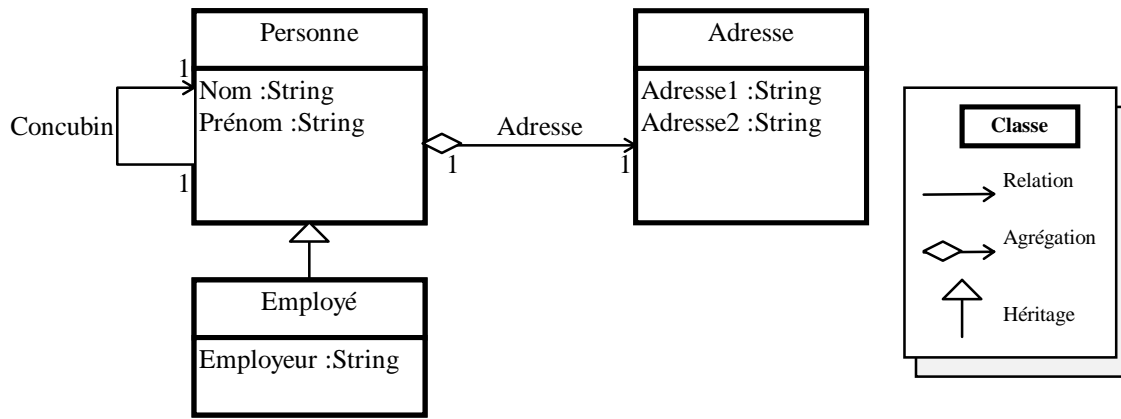 Personne
Nom :String
Prénom :String
1
Concubin
1
Adresse
1
1
Adresse
Adresse1 :String
Adresse2 :String
Employé
Employeur :String
Classe
Relation
Agrégation
Héritage